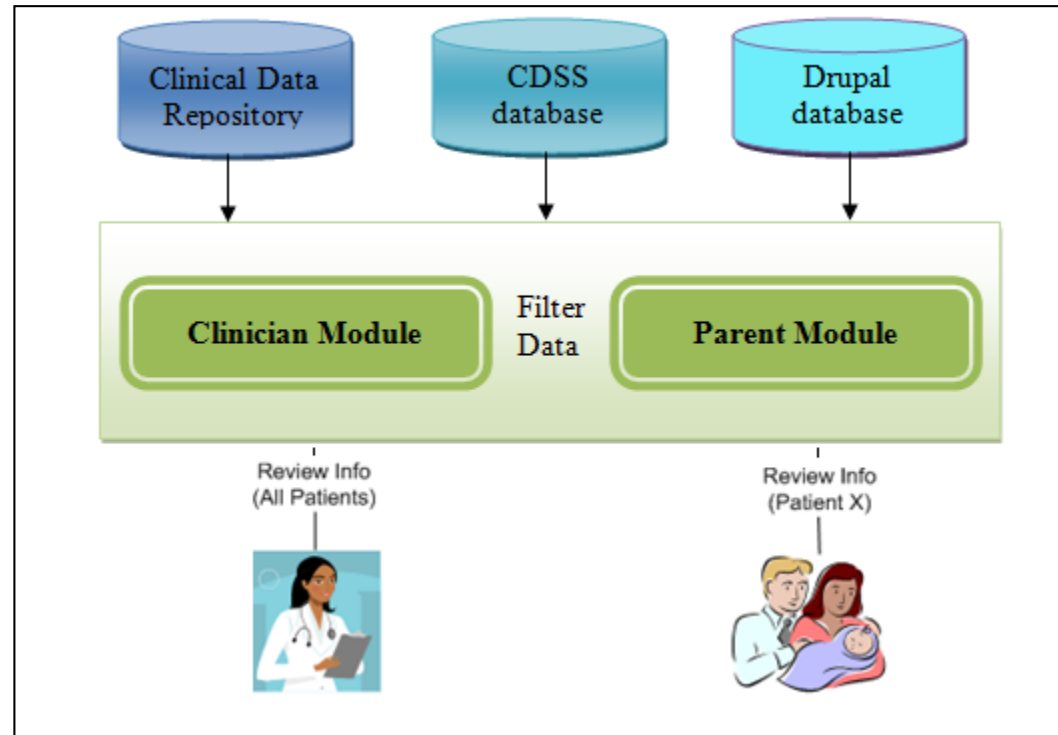 Clinical Data
Repository
CDSS
database
Drupal
database
Clinician Module
Filter
Data
Parent Module
Review Info
(All Patients)
Review Info
(Patient X)